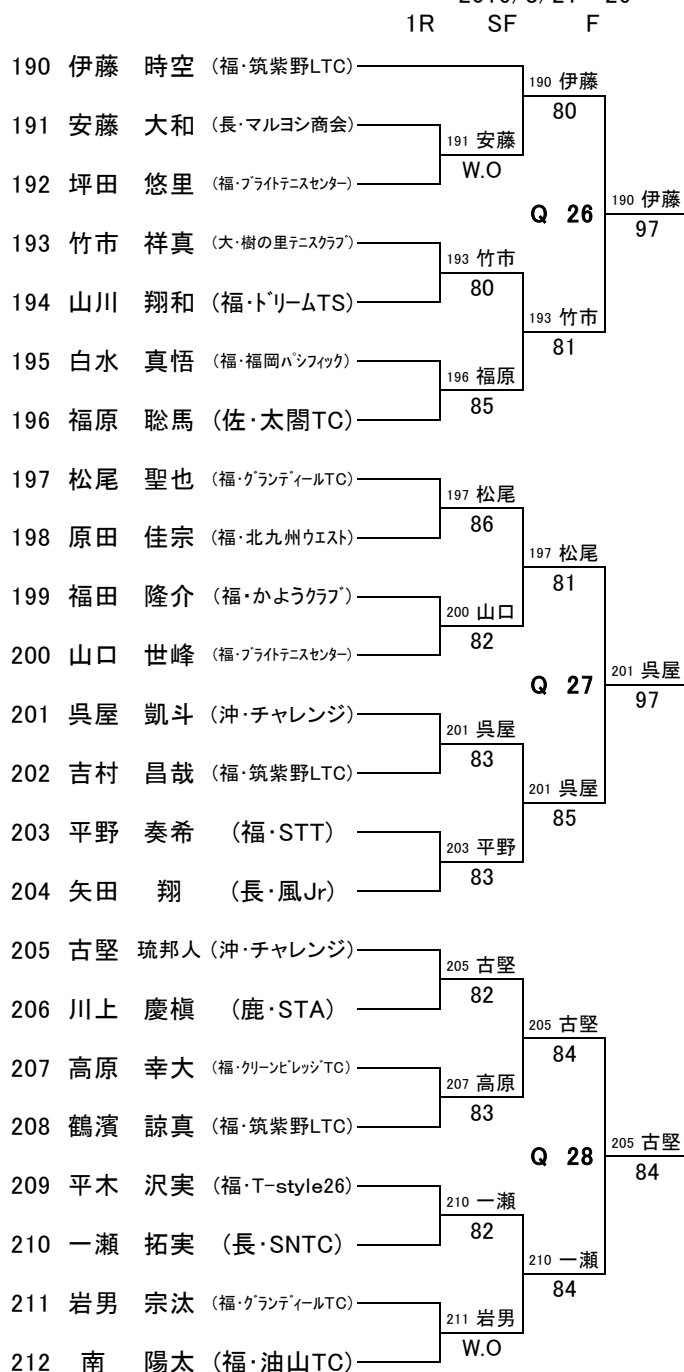 1R SF F
190 伊藤 時空 (福・筑紫野LTC)
190 伊藤
80
191 安藤 大和 (長・マルヨシ商会)
191 安藤
W.O
192 坪田 悠里 (福・ブライトテニスセンター)
Q 26
190 伊藤
97
193 竹市 祥真 (大・樹の里テニスクラブ)
193 竹市
80
194 山川 翔和 (福・ドリームTS)
193 竹市
81
195 白水 真悟 (福・福岡パシフィック)
196 福原
85
196 福原 聡馬 (佐・太閤TC)
197 松尾 聖也 (福・グランディールTC)
197 松尾
86
198 原田 佳宗 (福・北九州ウエスト)
197 松尾
81
199 福田 隆介 (福・かようクラブ)
200 山口
82
200 山口 世峰 (福・ブライトテニスセンター)
Q 27
201 呉屋
97
201 呉屋 凱斗 (沖・チャレンジ)
201 呉屋
83
202 吉村 昌哉 (福・筑紫野LTC)
201 呉屋
85
203 平野 奏希 (福・STT)
203 平野
83
204 矢田 翔 (長・風Jr)
205 古堅 琉邦人 (沖・チャレンジ)
205 古堅
82
206 川上 慶槙 (鹿・STA)
205 古堅
84
207 高原 幸大 (福・クリーンビレッジTC)
207 高原
83
208 鶴濱 諒真 (福・筑紫野LTC)
Q 28
205 古堅
84
209 平木 沢実 (福・T-style26)
210 一瀬
82
210 一瀬 拓実 (長・SNTC)
210 一瀬
84
211 岩男 宗汰 (福・グランディールTC)
211 岩男
W.O
212 南 陽太 (福・油山TC)